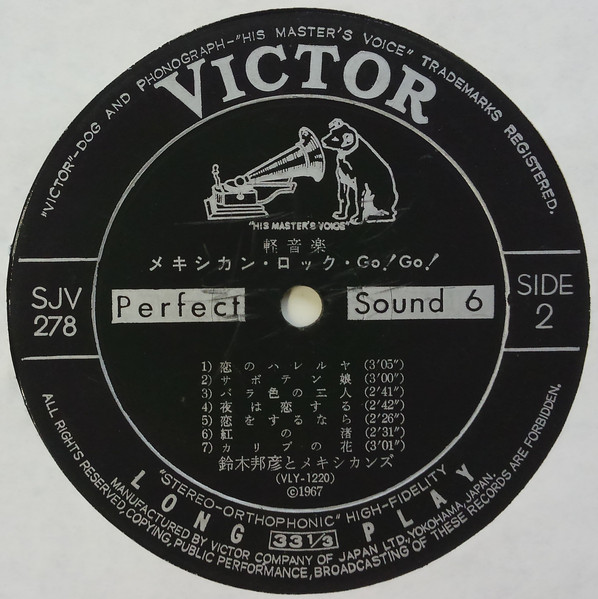 "VICTOR"–DOG AND PHONOGRAPH–"HIS MASTER'S VOICE" TRADEMARKS REGISTERED.
VICTOR
"HIS MASTER'S VOICE"
軽音楽
メキシカン・ロック・Go!Go!
SJV
278
Perfect Sound 6
SIDE
2
1) 恋のハレルヤ (3'05")
2) サボテン娘 (3'00")
3) バラ色の二人 (2'41")
4) 夜は恋する (2'42")
5) 恋をするなら (2'26")
6) 紅の渚 (2'31")
7) カリブの花 (3'01")
鈴木邦彦とメキシカンズ
(VLY-1220)
©1967
"STEREO–ORTHOPHONIC" HIGH–FIDELITY
LONG 33 1/3 PLAY
MANUFACTURED BY VICTOR COMPANY OF JAPAN LTD. YOKOHAMA JAPAN.
ALL RIGHTS RESERVED, COPYING, PUBLIC PERFORMANCE, BROADCASTING OF THESE RECORDS ARE FORBIDDEN.